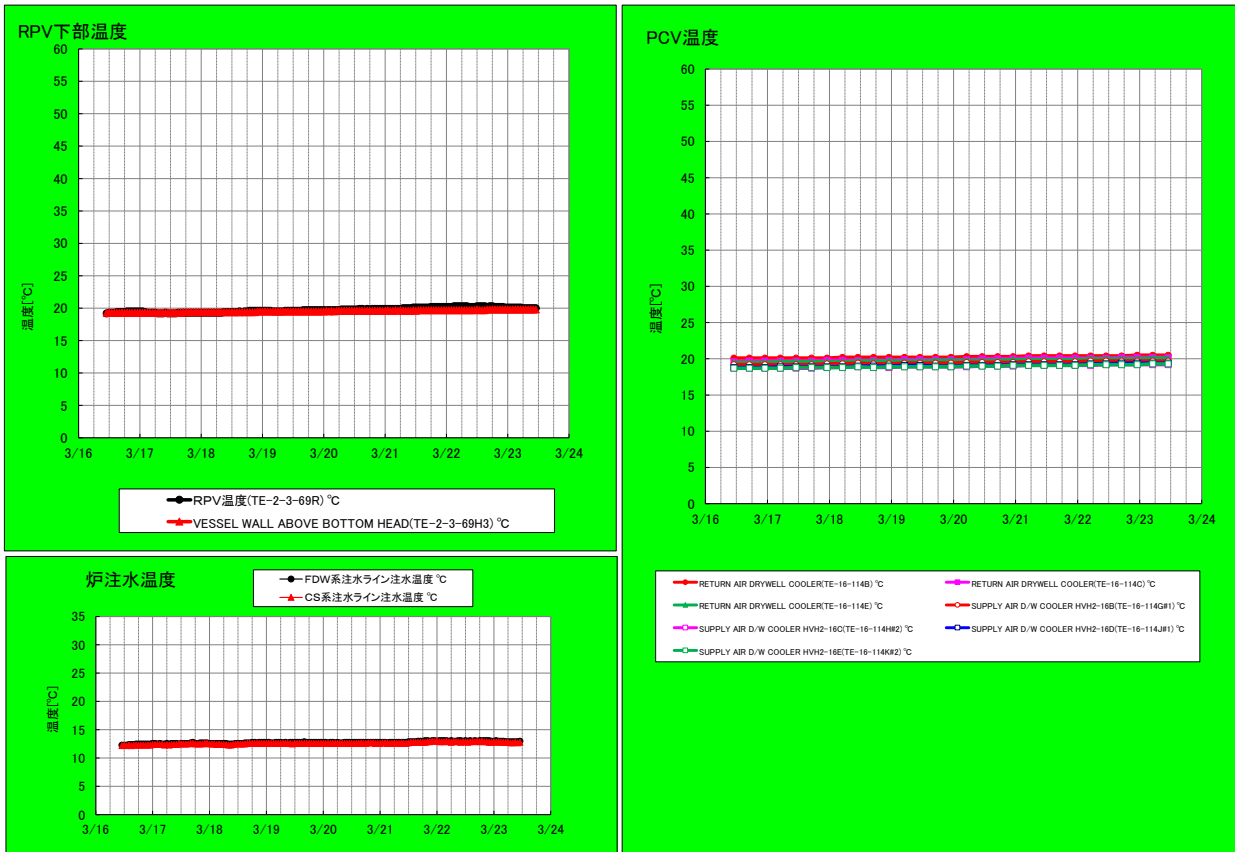 RPV下部温度
60
55
50
45
40
35
30
25
20
15
10
5
0
温度[℃]
3/16 3/17 3/18 3/19 3/20 3/21 3/22 3/23 3/24
RPV温度(TE-2-3-69R) ℃
VESSEL WALL ABOVE BOTTOM HEAD(TE-2-3-69H3) ℃
炉注水温度
FDW系注水ライン注水温度 ℃
CS系注水ライン注水温度 ℃
35
30
25
20
15
10
5
0
温度[℃]
3/16 3/17 3/18 3/19 3/20 3/21 3/22 3/23 3/24
PCV温度
60
55
50
45
40
35
30
25
20
15
10
5
0
温度[℃]
3/16 3/17 3/18 3/19 3/20 3/21 3/22 3/23 3/24
RETURN AIR DRYWELL COOLER(TE-16-114B) ℃ RETURN AIR DRYWELL COOLER(TE-16-114C) ℃
RETURN AIR DRYWELL COOLER(TE-16-114E) ℃ SUPPLY AIR D/W COOLER HVH2-16B(TE-16-114G#1) ℃
SUPPLY AIR D/W COOLER HVH2-16C(TE-16-114H#2) ℃ SUPPLY AIR D/W COOLER HVH2-16D(TE-16-114J#1) ℃
SUPPLY AIR D/W COOLER HVH2-16E(TE-16-114K#2) ℃